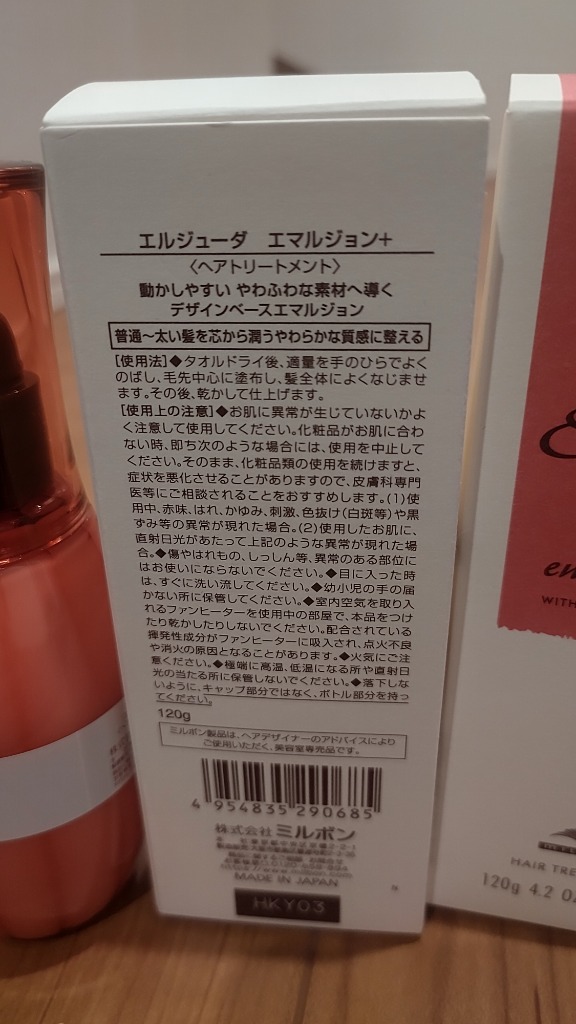 エルジューダ エマルジョン+
〈ヘアトリートメント〉
動かしやすい やわふわな素材へ導く
デザインベースエマルジョン
普通〜太い髪を芯から潤うやわらかな質感に整える
【使用法】◆タオルドライ後、適量を手のひらでよく
のばし、毛先中心に塗布し、髪全体によくなじませ
ます。その後、乾かして仕上げます。
【使用上の注意】◆お肌に異常が生じていないかよ
く注意して使用してください。化粧品がお肌に合わ
ない時、即ち次のような場合には、使用を中止して
ください。そのまま、化粧品類の使用を続けますと、
症状を悪化させることがありますので、皮膚科専門
医等にご相談されることをおすすめします。(1)使
用中、赤味、はれ、かゆみ、刺激、色抜け(白斑等)や黒
ずみ等の異常が現れた場合。(2)使用したお肌に、
直射日光があたって上記のような異常が現れた場
合。◆傷やはれもの、しっしん等、異常のある部位に
はお使いにならないでください。◆目に入った時
は、すぐに洗い流してください。◆幼小児の手の届
かない所に保管してください。◆室内空気を取り入
れるファンヒーターを使用中の部屋で、本品をつけ
たり乾かしたりしないでください。配合されている
揮発性成分がファンヒーターに吸入され、点火不良
や消火の原因となることがあります。◆火気にご注
意ください。◆極端に高温、低温になる所や直射日
光の当たる所に保管しないでください。◆落下しな
いように、キャップ部分ではなく、ボトル部分を持っ
てください。
120g
ミルボン製品は、ヘアデザイナーのアドバイスにより
ご使用いただく、美容室専売品です。
4 954835 290685
株式会社 ミルボン
MADE IN JAPAN
HKY03
em
WITH
HAIR TRE
120g 4.2 O